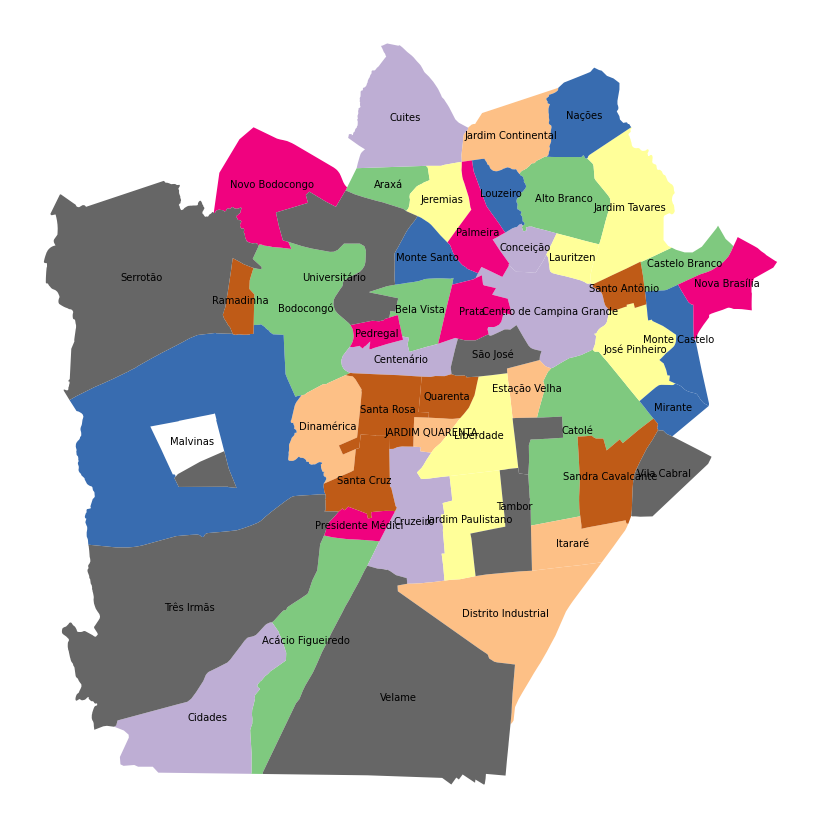 Nações
Cuites
Jardim Continental
Novo Bodocongo
Araxá
Louzeiro
Jeremias
Alto Branco
Jardim Tavares
Palmeira
Conceição
Monte Santo
Lauritzen
Castelo Branco
Serrotão
Universitário
Nova Brasília
Santo Antônio
Ramadinha
Bodocongó
Bela Vista
Prata
Centro de Campina Grande
Pedregal
Monte Castelo
José Pinheiro
São José
Centenário
Estação Velha
Quarenta
Santa Rosa
Mirante
Dinamérica
JARDIM QUARENTA
Liberdade
Catolé
Malvinas
Vila Cabral
Sandra Cavalcante
Santa Cruz
Tambor
Presidente Médici
Cruzeiro
Jardim Paulistano
Itararé
Três Irmãs
Distrito Industrial
Acácio Figueiredo
Velame
Cidades